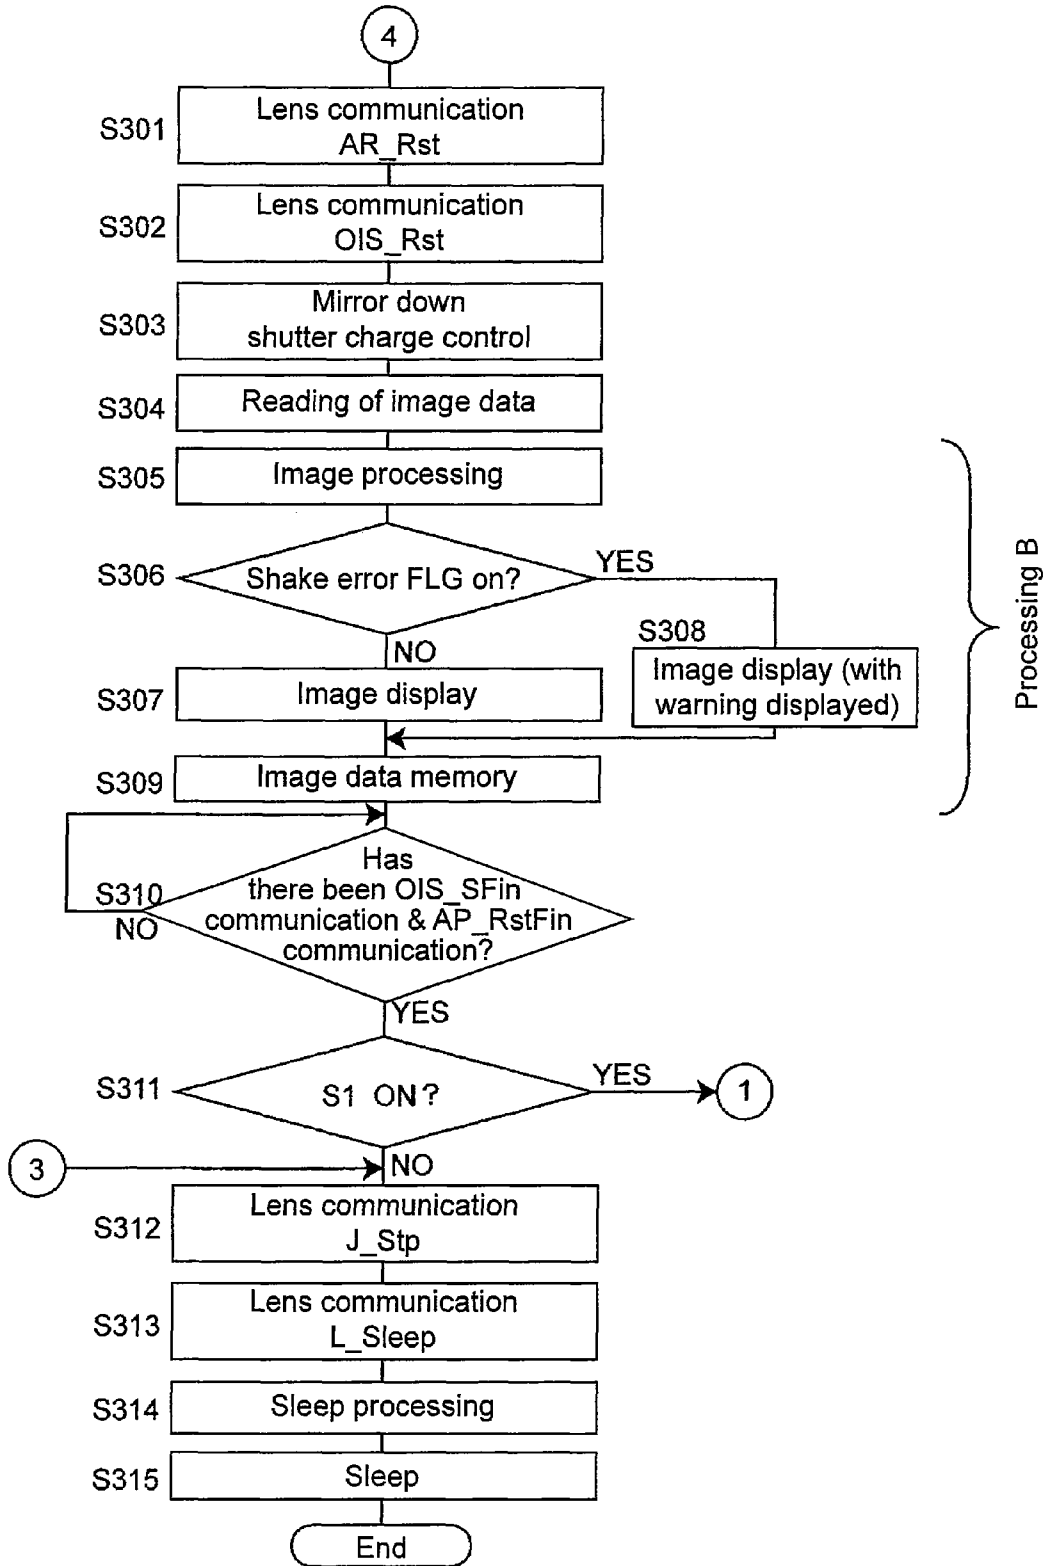 4
S301
Lens communication
AR_Rst
S302
Lens communication
OIS_Rst
S303
Mirror down
shutter charge control
S304
Reading of image data
S305
Image processing
S306
Shake error FLG on?
YES
NO
S308
Image display (with
warning displayed)
S307
Image display
S309
Image data memory
Processing B
S310
Has
there been OIS_SFin
communication & AP_RstFin
communication?
NO
YES
S311
S1 ON?
YES
1
3
NO
S312
Lens communication
J_Stp
S313
Lens communication
L_Sleep
S314
Sleep processing
S315
Sleep
End